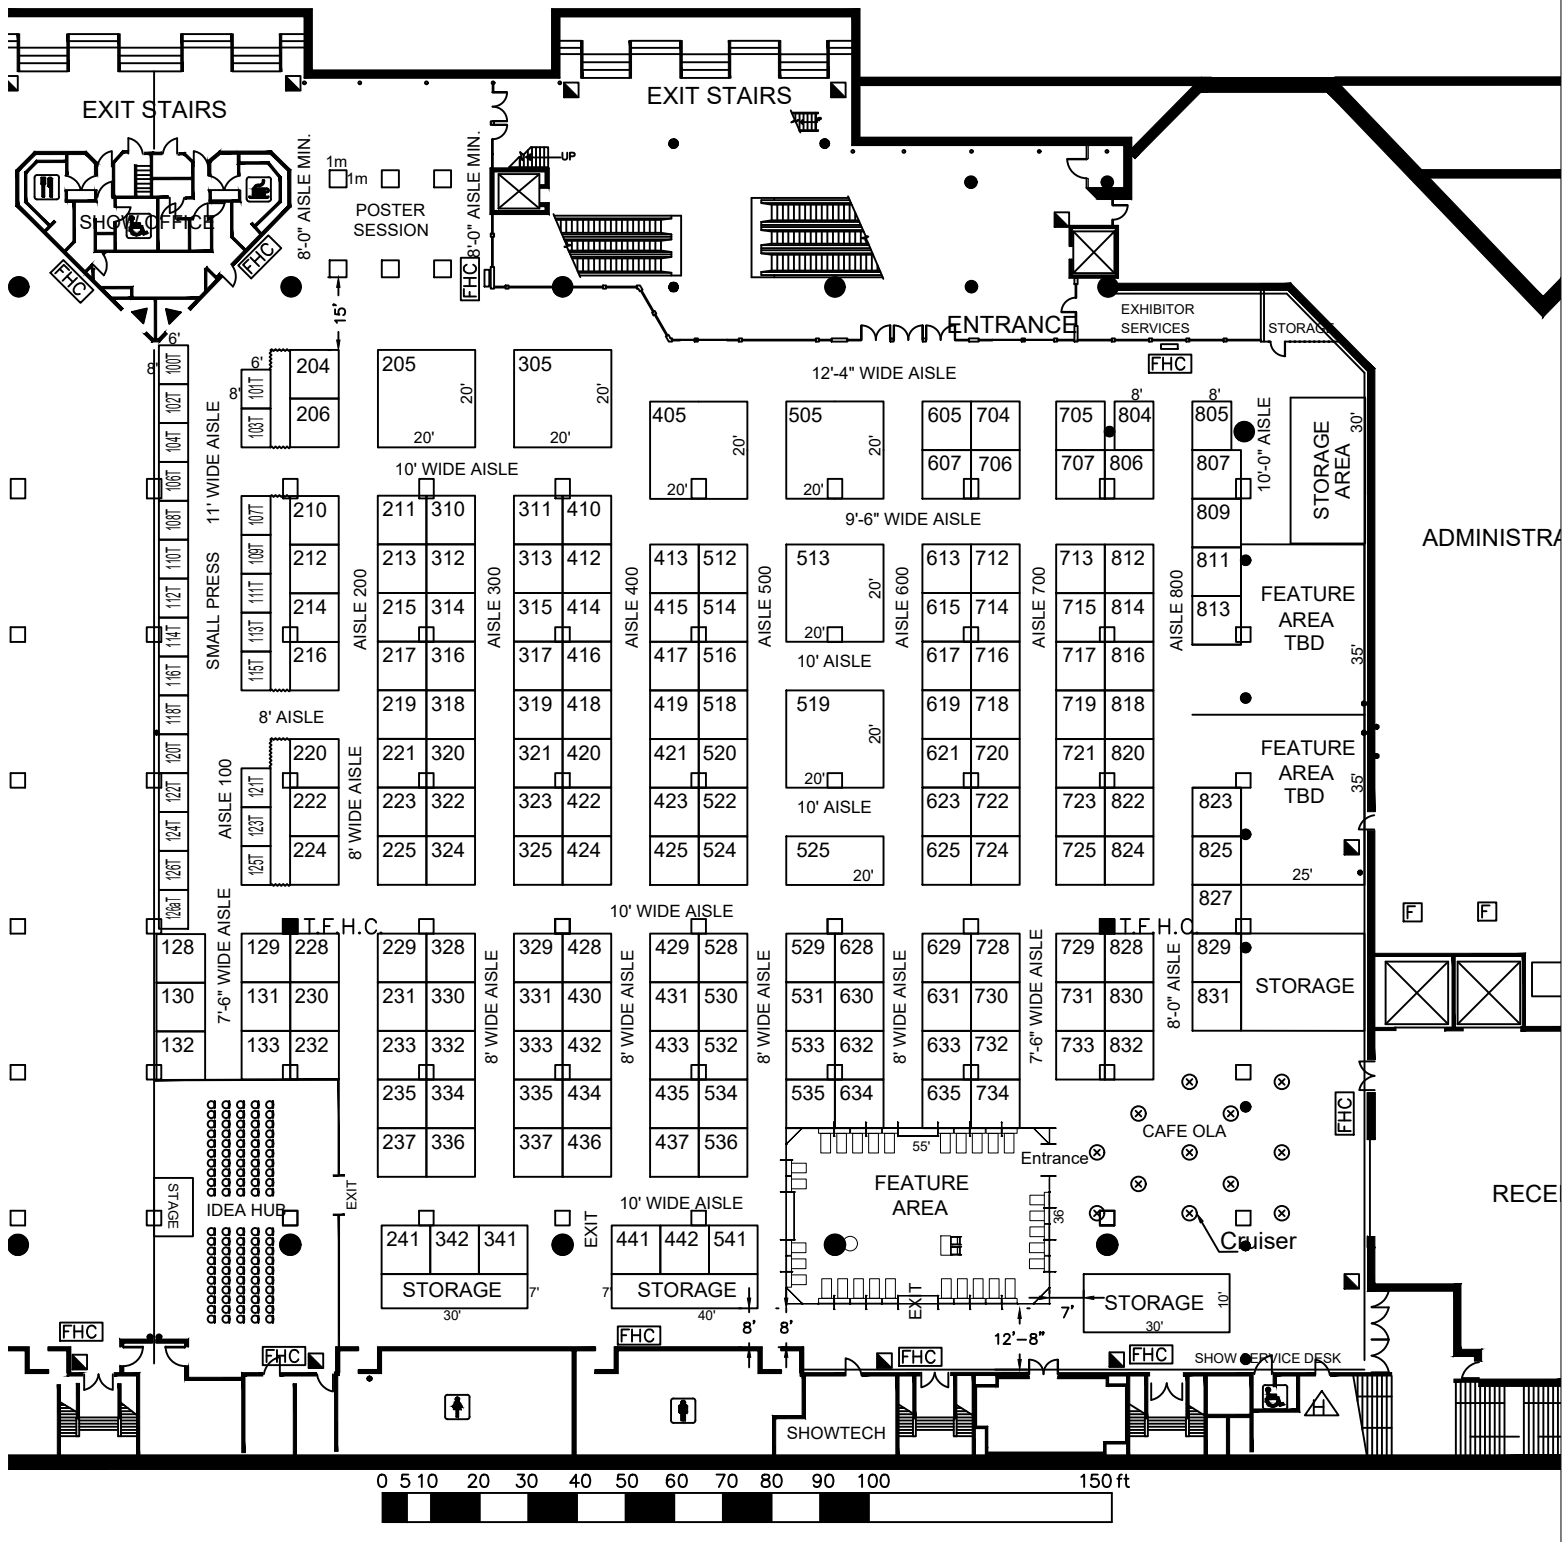 EXIT STAIRS
EXIT STAIRS
8'-0" AISLE MIN.
1m
1m
POSTER
SESSION
8'-0" AISLE MIN.
UP
SHOW OFFICE
FHC
FHC
FHC
15'
ENTRANCE
EXHIBITOR
SERVICES
STORAGE
FHC
12'-4" WIDE AISLE
6'
8'
100T
102T
104T
106T
108T
110T
112T
114T
116T
118T
120T
122T
124T
126T
126aT
11' WIDE AISLE
SMALL PRESS
AISLE 100
7'-6" WIDE AISLE
6'
8'
101T
103T
107T
109T
111T
113T
115T
121T
123T
125T
204
206
205
20'
20'
305
20'
20'
405
20'
20'
505
20'
20'
605 704
607 706
705
8'
804
707 806
8'
805
807
809
811
813
10'-0" AISLE
STORAGE
AREA
30'
10' WIDE AISLE
9'-6" WIDE AISLE
ADMINISTRA
210
212
214
216
8' AISLE
220
222
224
AISLE 200
8' WIDE AISLE
211 310
213 312
215 314
217 316
219 318
221 320
223 322
225 324
AISLE 300
311 410
313 412
315 414
317 416
319 418
321 420
323 422
325 424
AISLE 400
413 512
415 514
417 516
419 518
421 520
423 522
425 524
AISLE 500
513
20'
20'
10' AISLE
519
20'
20'
10' AISLE
525
20'
AISLE 600
613 712
615 714
617 716
619 718
621 720
623 722
625 724
AISLE 700
713 812
715 814
717 816
719 818
721 820
723 822
725 824
AISLE 800
FEATURE
AREA
TBD
35'
FEATURE
AREA
TBD
35'
25'
823
825
827
829
831
STORAGE
F
F
10' WIDE AISLE
T.F.H.C.
T.F.H.C.
128
130
132
129 228
131 230
133 232
229 328
231 330
233 332
235 334
237 336
8' WIDE AISLE
329 428
331 430
333 432
335 434
337 436
8' WIDE AISLE
429 528
431 530
433 532
435 534
437 536
8' WIDE AISLE
529 628
531 630
533 632
535 634
8' WIDE AISLE
629 728
631 730
633 732
635 734
7'-6" WIDE AISLE
729 828
731 830
733 832
8'-0" AISLE
FHC
CAFE OLA
Cruiser
RECE
STAGE
IDEA HUB
EXIT
10' WIDE AISLE
55'
Entrance
FEATURE
AREA
36'
EXIT
241 342 341
STORAGE
7'
30'
EXIT
441 442 541
7'
STORAGE
40'
8'
8'
12'-8"
7'
STORAGE
10'
30'
FHC
FHC
FHC
FHC
FHC
SHOW SERVICE DESK
SHOWTECH
H
0 5 10 20 30 40 50 60 70 80 90 100 150 ft